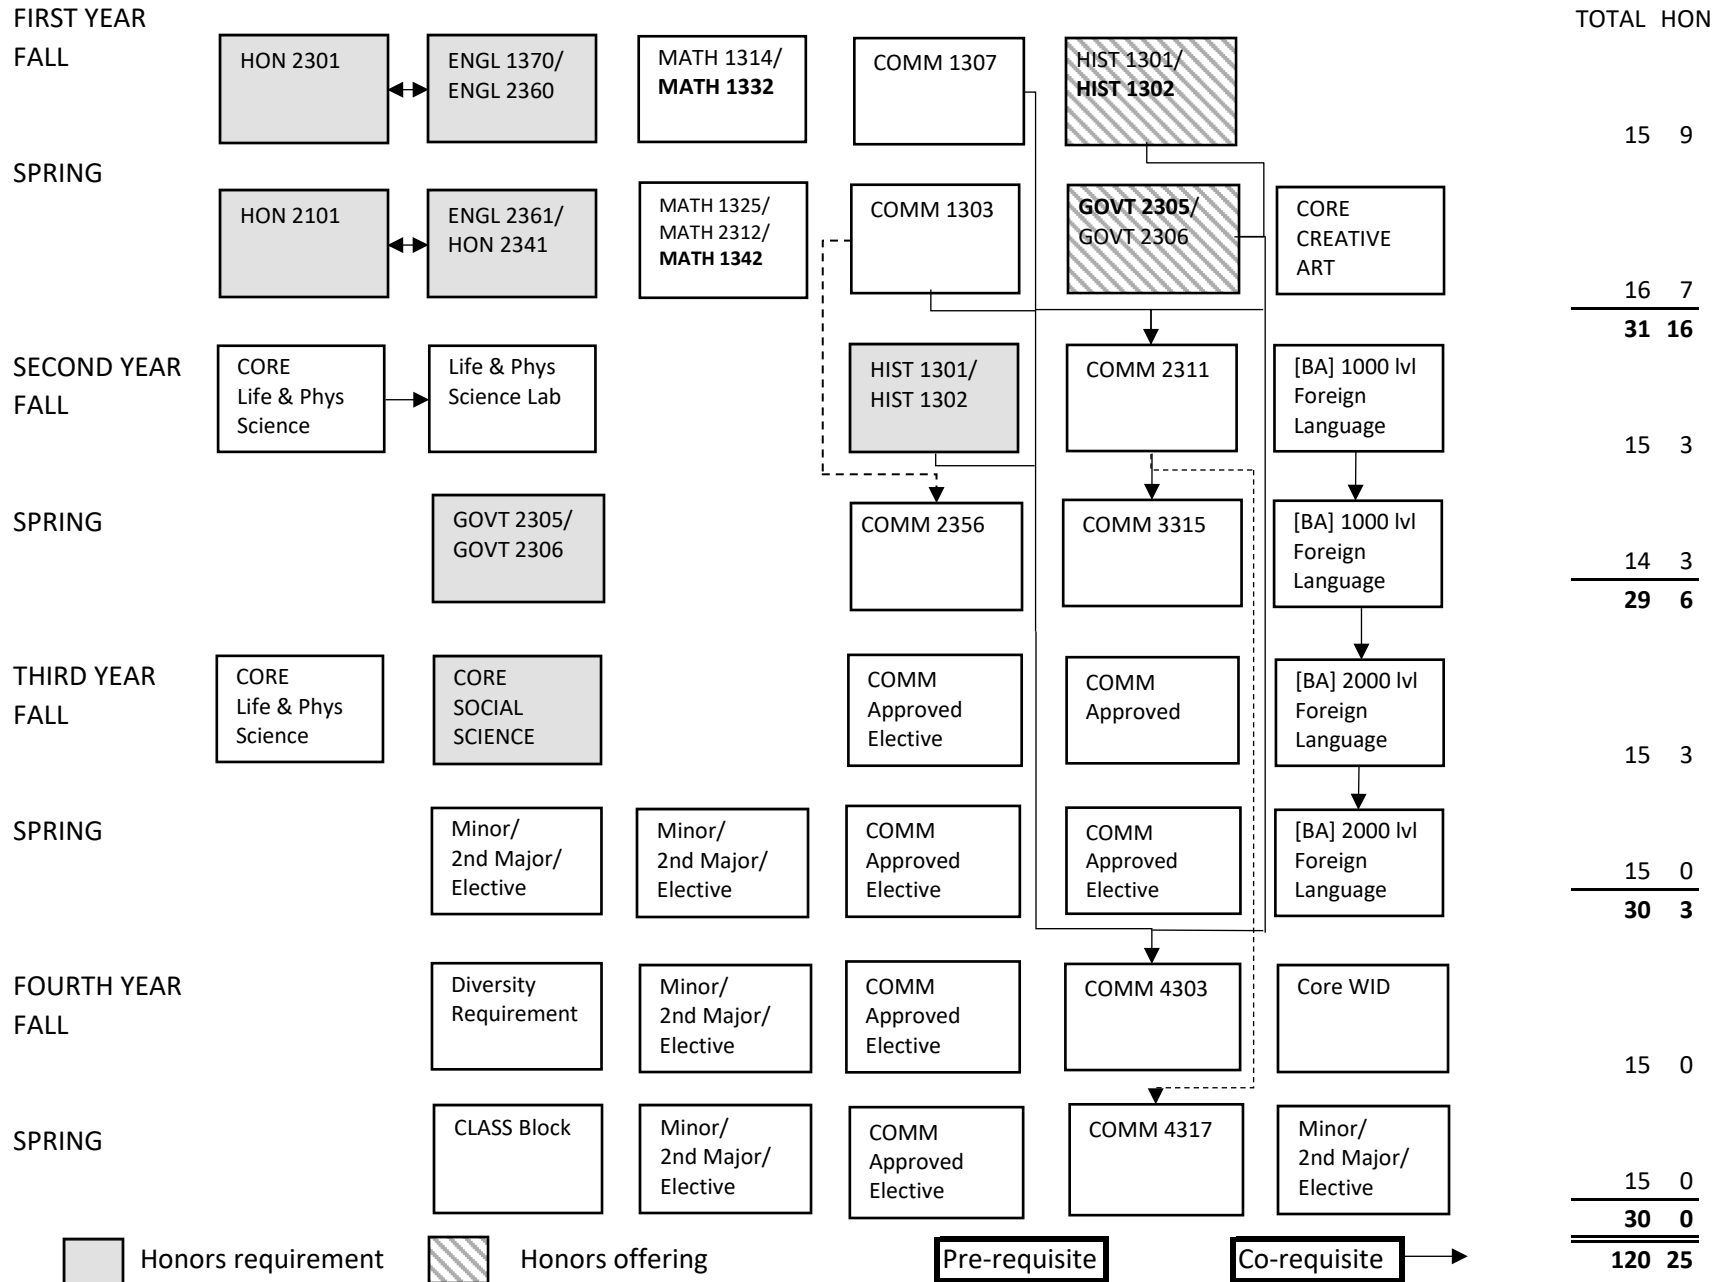 FIRST YEAR
TOTAL HON
FALL
HON 2301
ENGL 1370/
ENGL 2360
MATH 1314/
MATH 1332
COMM 1307
HIST 1301/
HIST 1302
15 9
SPRING
HON 2101
ENGL 2361/
HON 2341
MATH 1325/
MATH 2312/
MATH 1342
COMM 1303
GOVT 2305/
GOVT 2306
CORE
CREATIVE
ART
16 7
31 16
SECOND YEAR
FALL
CORE
Life & Phys
Science
Life & Phys
Science Lab
HIST 1301/
HIST 1302
COMM 2311
[BA] 1000 lvl
Foreign
Language
15 3
SPRING
GOVT 2305/
GOVT 2306
COMM 2356
COMM 3315
[BA] 1000 lvl
Foreign
Language
14 3
29 6
THIRD YEAR
FALL
CORE
Life & Phys
Science
CORE
SOCIAL
SCIENCE
COMM
Approved
Elective
COMM
Approved
[BA] 2000 lvl
Foreign
Language
15 3
SPRING
Minor/
2nd Major/
Elective
Minor/
2nd Major/
Elective
COMM
Approved
Elective
COMM
Approved
Elective
[BA] 2000 lvl
Foreign
Language
15 0
30 3
FOURTH YEAR
FALL
Diversity
Requirement
Minor/
2nd Major/
Elective
COMM
Approved
Elective
COMM 4303
Core WID
15 0
SPRING
CLASS Block
Minor/
2nd Major/
Elective
COMM
Approved
Elective
COMM 4317
Minor/
2nd Major/
Elective
15 0
30 0
Honors requirement
Honors offering
Pre-requisite
Co-requisite
120 25